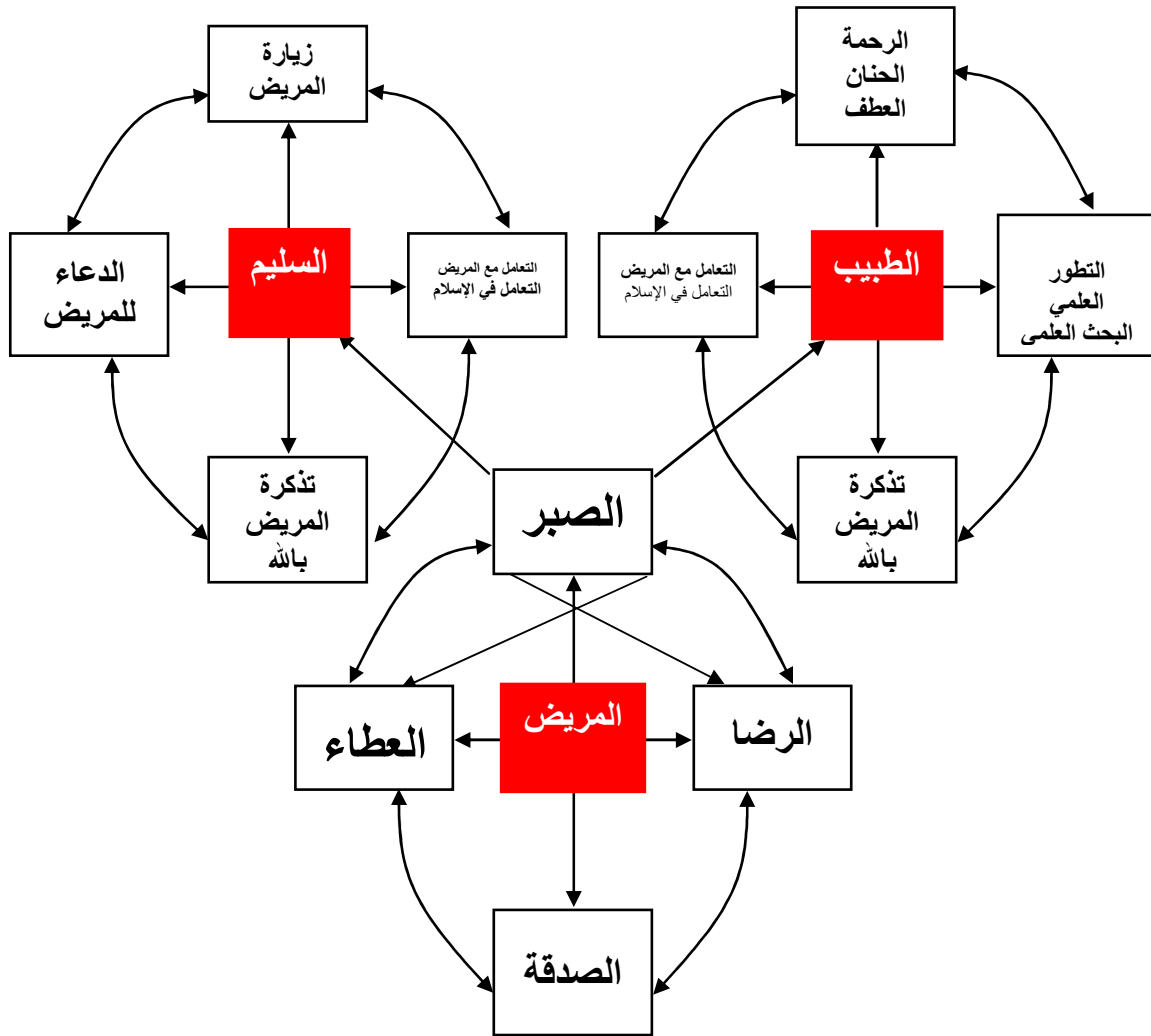 الرحمة
الحنان
العطف
زيارة
المريض
الطبيب
السليم
التطور
العلمي
البحث العلمى
التعامل مع المريض
التعامل في الإسلام
التعامل مع المريض
التعامل في الإسلام
الدعاء
للمريض
تذكرة
المريض
بالله
تذكرة
المريض
بالله
الصبر
المريض
الرضا
العطاء
الصدقة